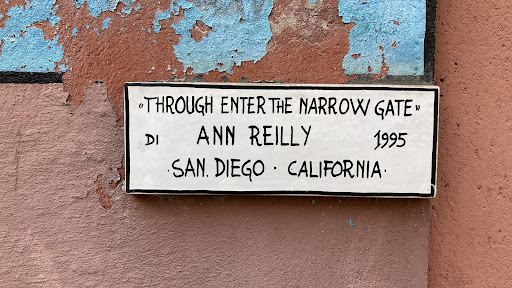 "THROUGH ENTER THE NARROW GATE"
DI ANN REILLY 1995
·SAN. DIEGO · CALIFORNIA·